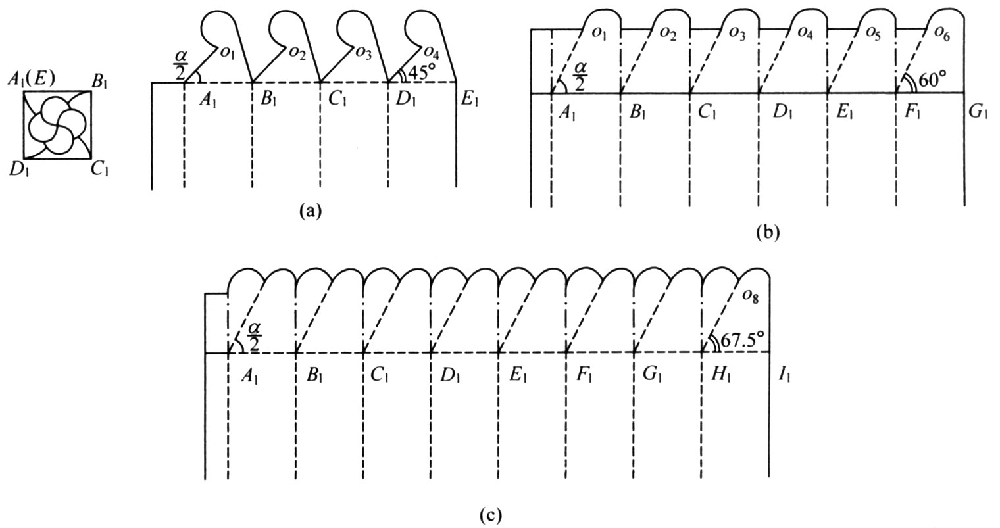 A₁(E) B₁
D₁ C₁
α/2 o₁ o₂ o₃ o₄ 45°
A₁ B₁ C₁ D₁ E₁
(a)
o₁ o₂ o₃ o₄ o₅ o₆
α/2 60°
A₁ B₁ C₁ D₁ E₁ F₁ G₁
(b)
o₈
α/2 67.5°
A₁ B₁ C₁ D₁ E₁ F₁ G₁ H₁ I₁
(c)